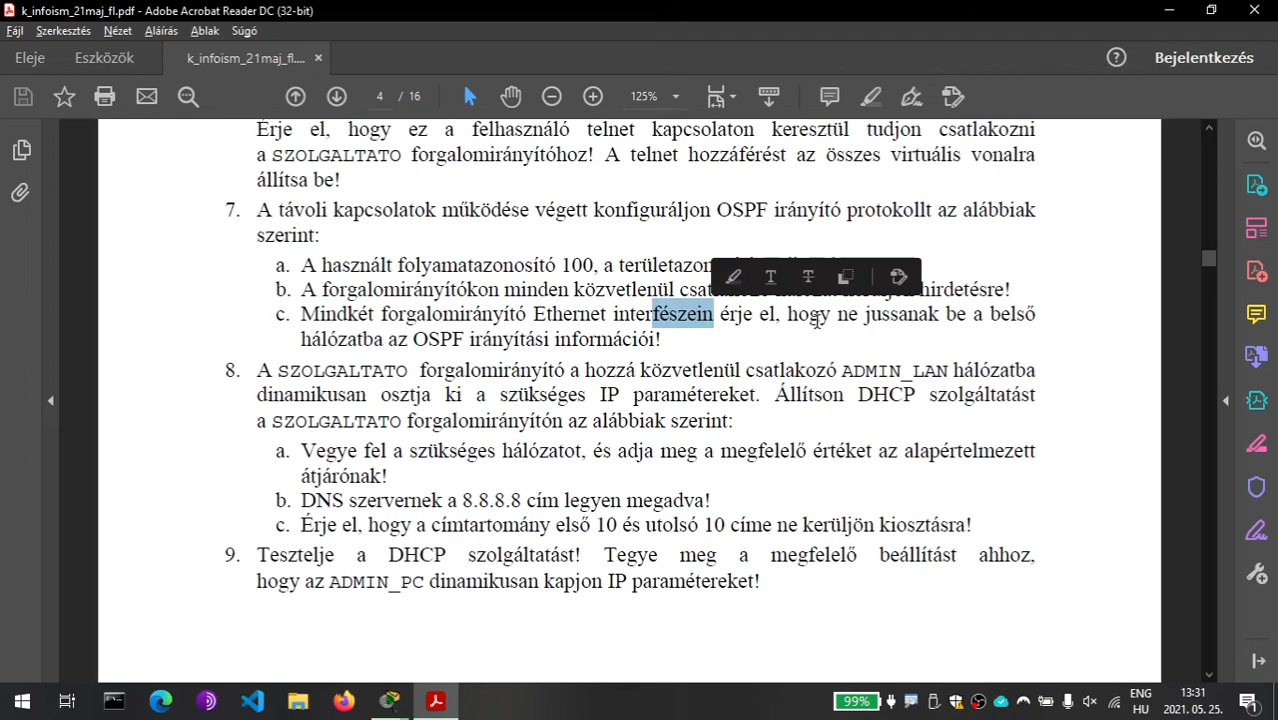 k_infoism_21maj_fl.pdf - Adobe Acrobat Reader DC (32-bit)
Fájl Szerkesztés Nézet Aláírás Ablak Súgó
Eleje Eszközök k_infoism_21maj_fl.... × Bejelentkezés
4 / 16 125%
Érje el, hogy ez a felhasználó telnet kapcsolaton keresztül tudjon csatlakozni
a SZOLGALTATO forgalomirányítóhoz! A telnet hozzáférést az összes virtuális vonalra
állítsa be!
7. A távoli kapcsolatok működése végett konfiguráljon OSPF irányító protokollt az alábbiak
szerint:
a. A használt folyamatazonosító 100, a
b. A forgalomirányítókon minden közvetlenül hirdetésre!
c. Mindkét forgalomirányító Ethernet interfészein érje el, hogy ne jussanak be a belső
hálózatba az OSPF irányítási információi!
8. A SZOLGALTATO forgalomirányító a hozzá közvetlenül csatlakozó ADMIN_LAN hálózatba
dinamikusan osztja ki a szükséges IP paramétereket. Állítson DHCP szolgáltatást
a SZOLGALTATO forgalomirányítón az alábbiak szerint:
a. Vegye fel a szükséges hálózatot, és adja meg a megfelelő értéket az alapértelmezett
átjárónak!
b. DNS szervernek a 8.8.8.8 cím legyen megadva!
c. Érje el, hogy a címtartomány első 10 és utolsó 10 címe ne kerüljön kiosztásra!
9. Tesztelje a DHCP szolgáltatást! Tegye meg a megfelelő beállítást ahhoz,
hogy az ADMIN_PC dinamikusan kapjon IP paramétereket!
99% ENG HU 13:31 2021. 05. 25. 1